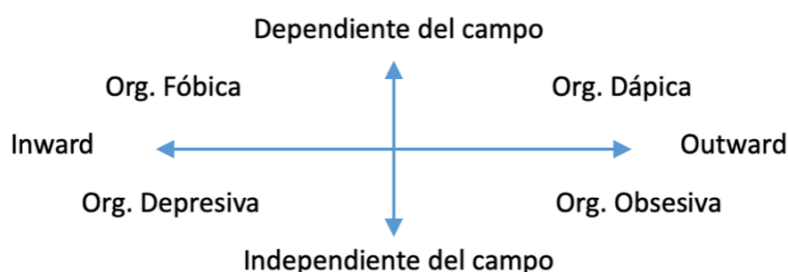 Dependiente del campo
Org. Fóbica
Org. Dápica
Inward
Outward
Org. Depresiva
Org. Obsesiva
Independiente del campo